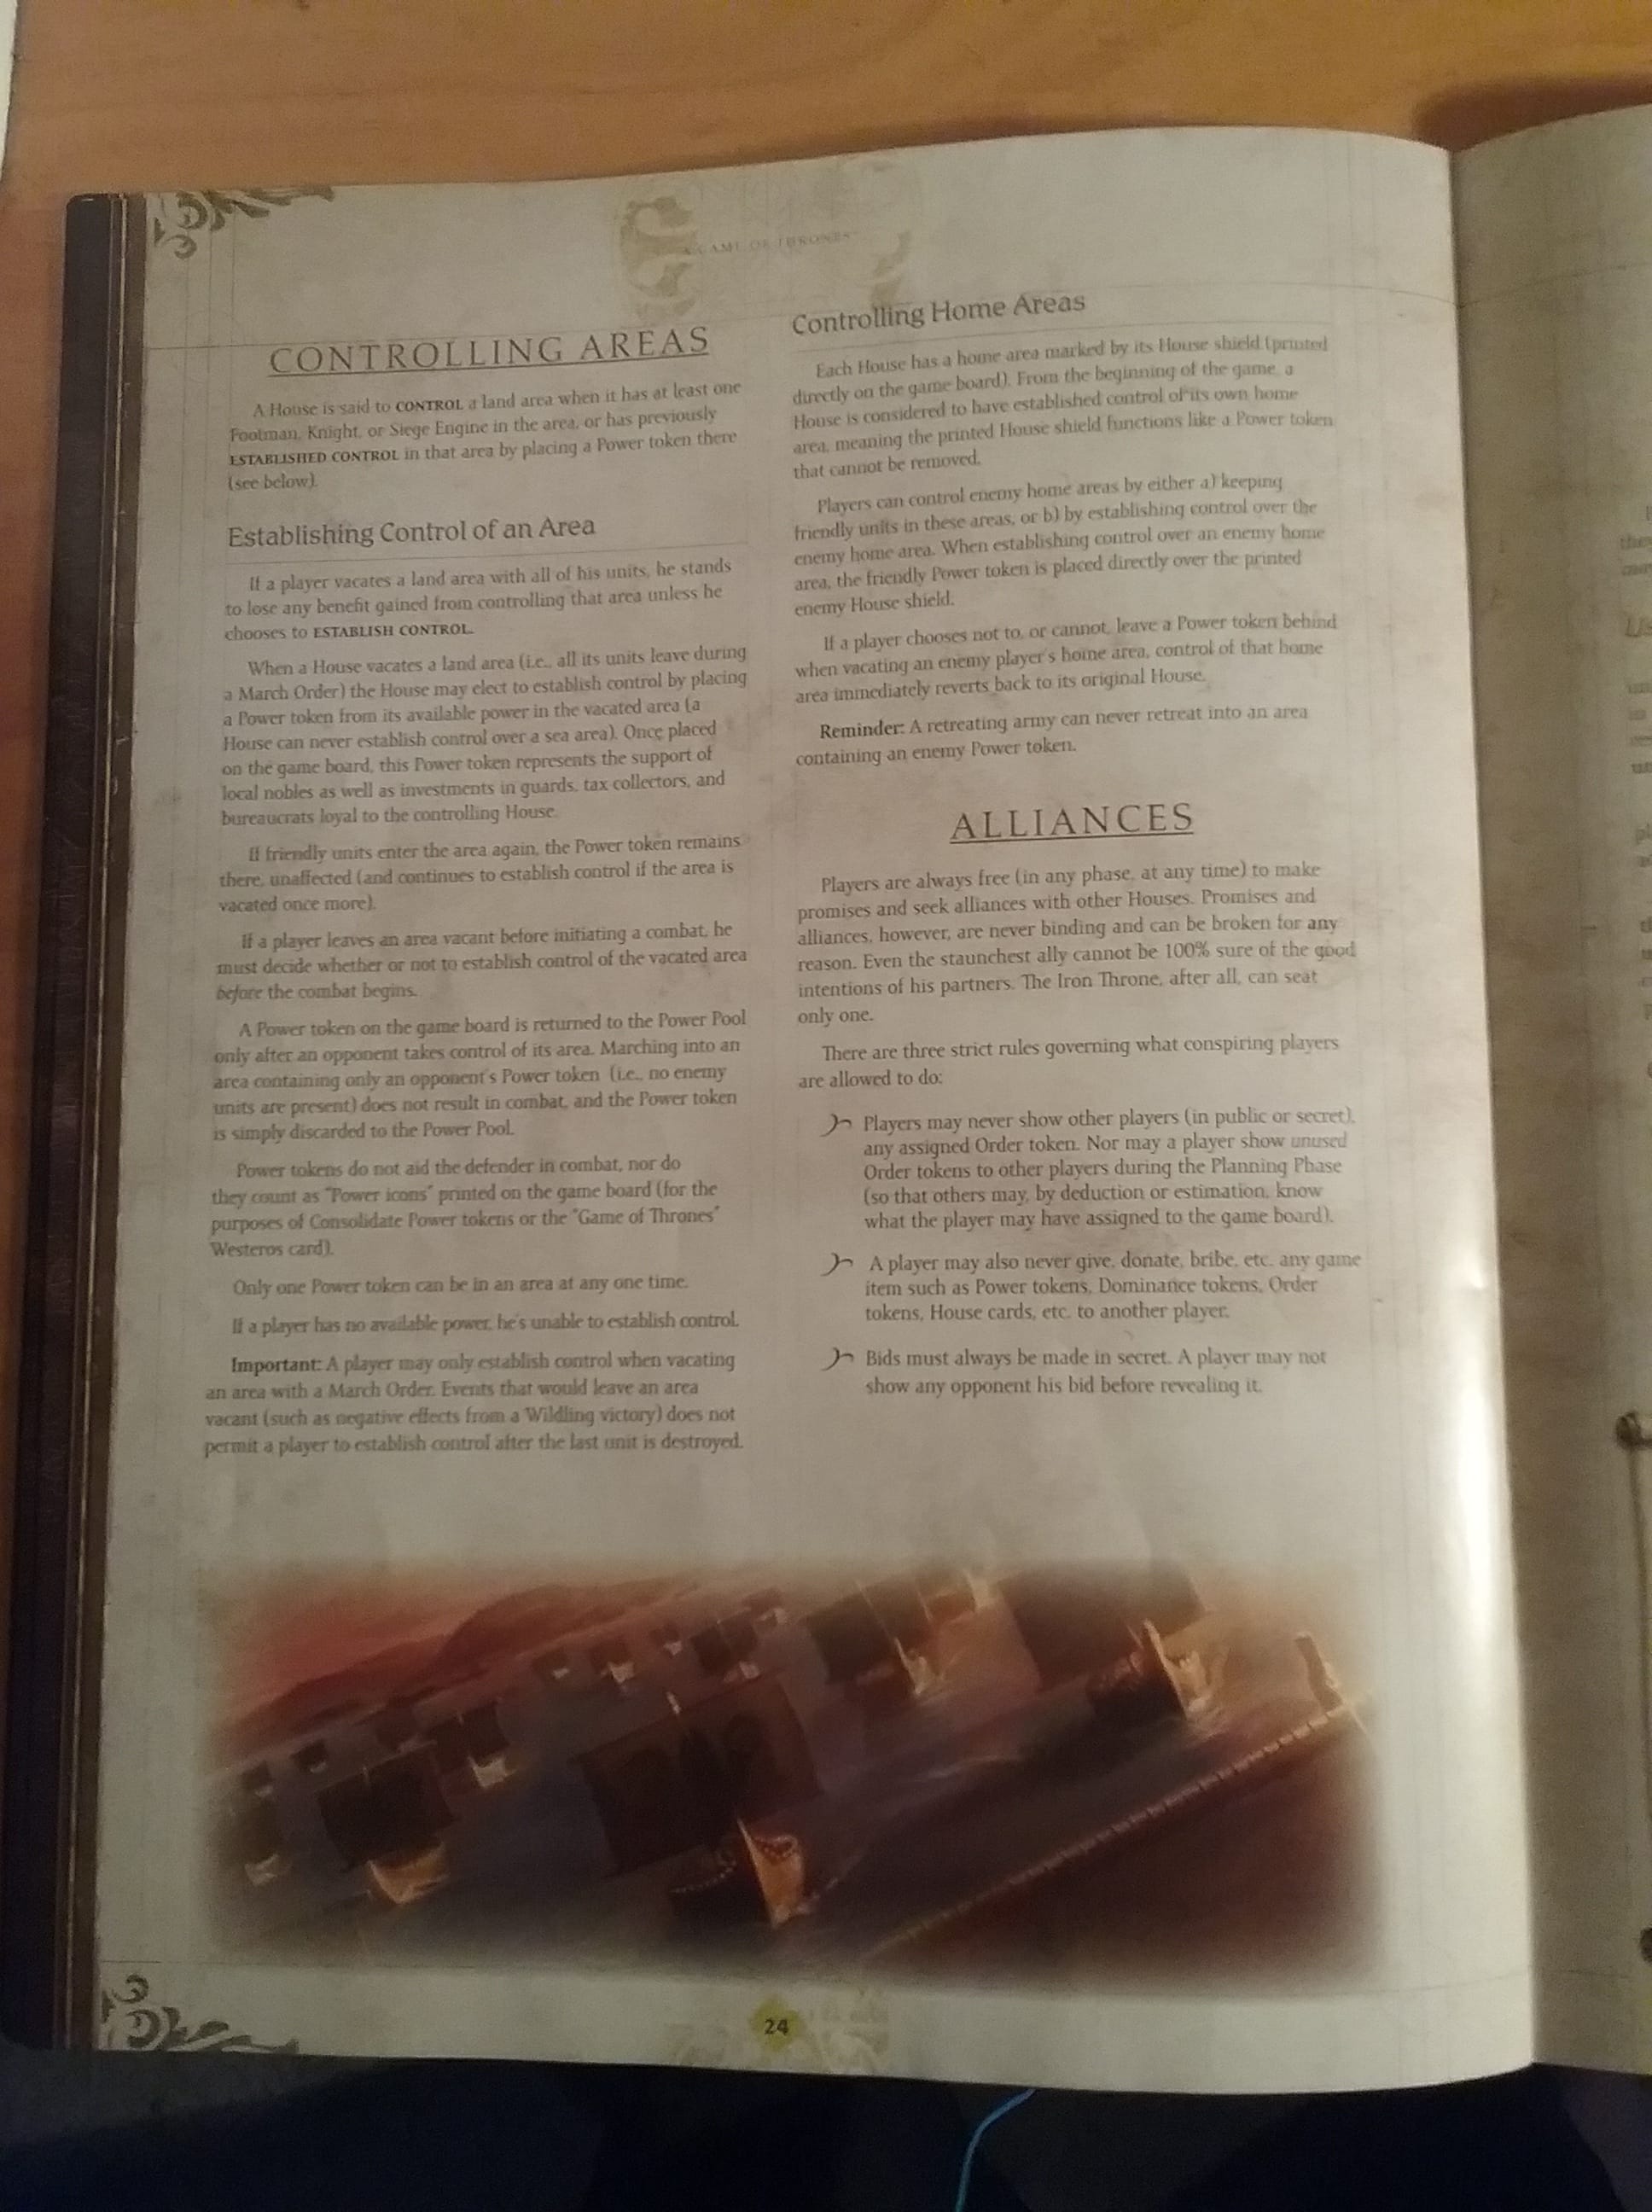 A GAME OF THRONES
CONTROLLING AREAS
A House is said to CONTROL a land area when it has at least one
Footman, Knight, or Siege Engine in the area, or has previously
ESTABLISHED CONTROL in that area by placing a Power token there
(see below).
Establishing Control of an Area
If a player vacates a land area with all of his units, he stands
to lose any benefit gained from controlling that area unless he
chooses to ESTABLISH CONTROL.
When a House vacates a land area (i.e., all its units leave during
a March Order) the House may elect to establish control by placing
a Power token from its available power in the vacated area (a
House can never establish control over a sea area). Once placed
on the game board, this Power token represents the support of
local nobles as well as investments in guards, tax collectors, and
bureaucrats loyal to the controlling House.
If friendly units enter the area again, the Power token remains
there, unaffected (and continues to establish control if the area is
vacated once more).
If a player leaves an area vacant before initiating a combat, he
must decide whether or not to establish control of the vacated area
before the combat begins.
A Power token on the game board is returned to the Power Pool
only after an opponent takes control of its area. Marching into an
area containing only an opponent's Power token (i.e., no enemy
units are present) does not result in combat, and the Power token
is simply discarded to the Power Pool.
Power tokens do not aid the defender in combat, nor do
they count as "Power icons" printed on the game board (for the
purposes of Consolidate Power tokens or the "Game of Thrones"
Westeros card).
Only one Power token can be in an area at any one time.
If a player has no available power, he's unable to establish control.
Important: A player may only establish control when vacating
an area with a March Order. Events that would leave an area
vacant (such as negative effects from a Wildling victory) does not
permit a player to establish control after the last unit is destroyed.
Controlling Home Areas
Each House has a home area marked by its House shield (printed
directly on the game board). From the beginning of the game, a
House is considered to have established control of its own home
area, meaning the printed House shield functions like a Power token
that cannot be removed.
Players can control enemy home areas by either a) keeping
friendly units in these areas, or b) by establishing control over the
enemy home area. When establishing control over an enemy home
area, the friendly Power token is placed directly over the printed
enemy House shield.
If a player chooses not to, or cannot, leave a Power token behind
when vacating an enemy player's home area, control of that home
area immediately reverts back to its original House.
Reminder: A retreating army can never retreat into an area
containing an enemy Power token.
ALLIANCES
Players are always free (in any phase, at any time) to make
promises and seek alliances with other Houses. Promises and
alliances, however, are never binding and can be broken for any
reason. Even the staunchest ally cannot be 100% sure of the good
intentions of his partners. The Iron Throne, after all, can seat
only one.
There are three strict rules governing what conspiring players
are allowed to do:
Players may never show other players (in public or secret),
any assigned Order token. Nor may a player show unused
Order tokens to other players during the Planning Phase
(so that others may, by deduction or estimation, know
what the player may have assigned to the game board).
A player may also never give, donate, bribe, etc. any game
item such as Power tokens, Dominance tokens, Order
tokens, House cards, etc. to another player.
Bids must always be made in secret. A player may not
show any opponent his bid before revealing it.
24